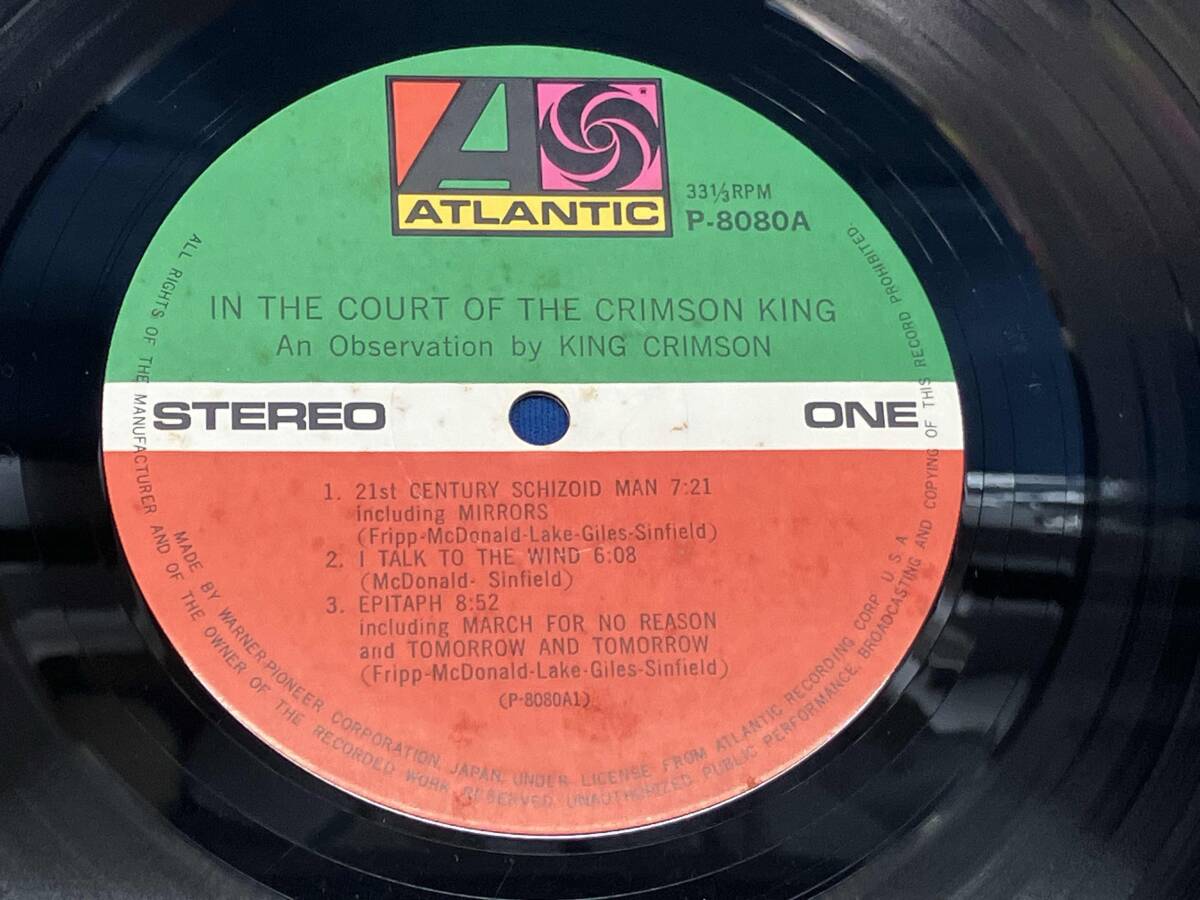 ATLANTIC
33⅓RPM
P-8080A
IN THE COURT OF THE CRIMSON KING
An Observation by KING CRIMSON
STEREO
ONE
1. 21st CENTURY SCHIZOID MAN 7:21
including MIRRORS
(Fripp-McDonald-Lake-Giles-Sinfield)
2. I TALK TO THE WIND 6:08
(McDonald- Sinfield)
3. EPITAPH 8:52
including MARCH FOR NO REASON
and TOMORROW AND TOMORROW
(Fripp-McDonald-Lake-Giles-Sinfield)
(P-8080A1)
MADE BY WARNER-PIONEER CORPORATION, JAPAN, UNDER LICENSE FROM ATLANTIC RECORDING CORP. U S A
ALL RIGHTS OF THE MANUFACTURER AND OF THE OWNER OF THE RECORDED WORK RESERVED UNAUTHORIZED PUBLIC PERFORMANCE, BROADCASTING AND COPYING OF THIS RECORD PROHIBITED.